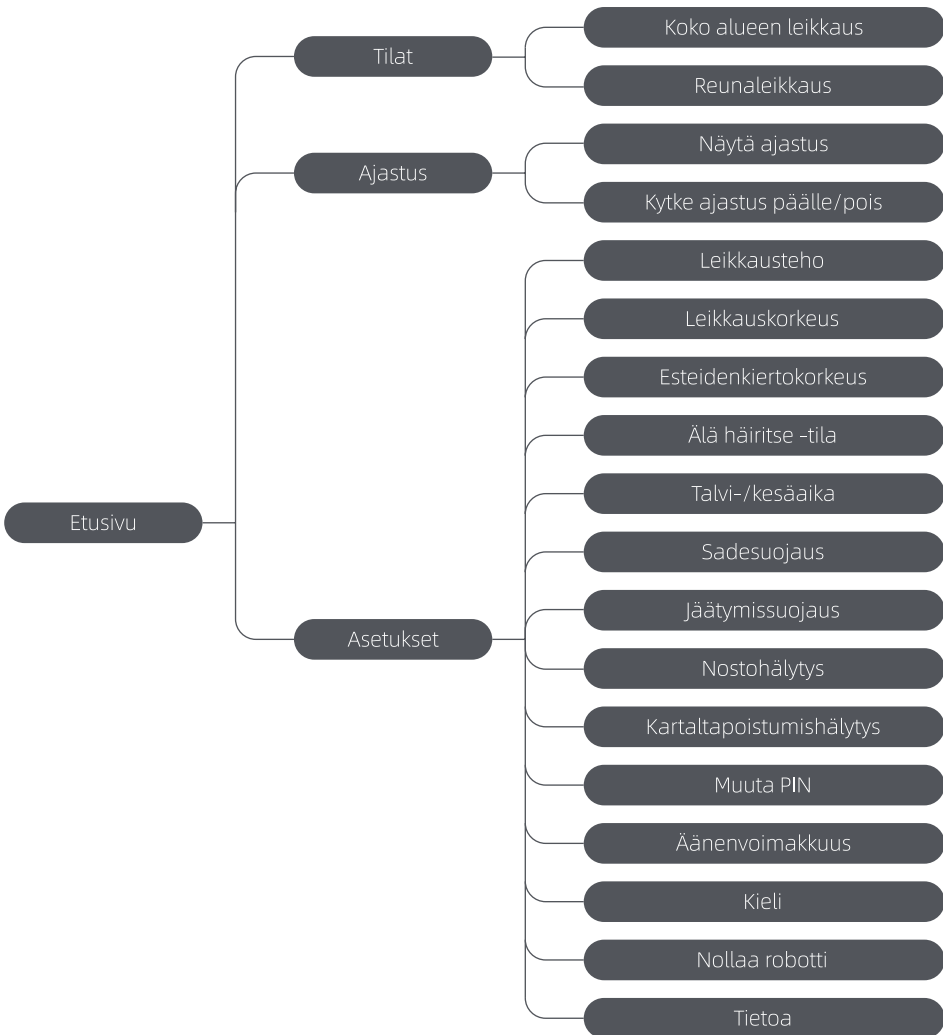 Etusivu
Tilat
Koko alueen leikkaus
Reunaleikkaus
Ajastus
Näytä ajastus
Kytke ajastus päälle/pois
Asetukset
Leikkausteho
Leikkauskorkeus
Esteidenkiertokorkeus
Älä häiritse -tila
Talvi-/kesäaika
Sadesuojaus
Jäätymissuojaus
Nostohälytys
Kartaltapoistumishälytys
Muuta PIN
Äänenvoimakkuus
Kieli
Nollaa robotti
Tietoa